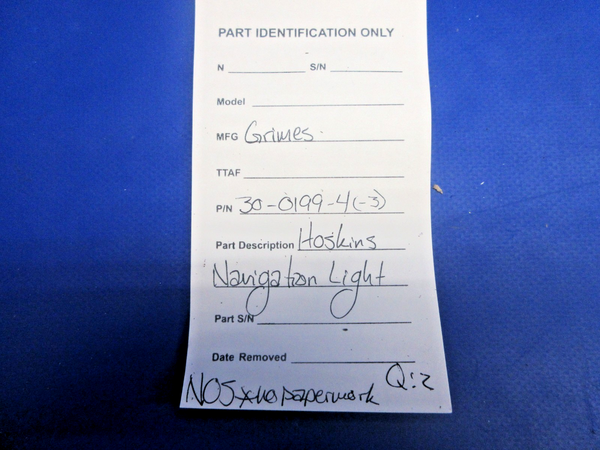 PART IDENTIFICATION ONLY
N S/N
Model
MFG Grimes
TTAF
P/N 30-0199-4(-3)
Part Description Hoskins
Navigation Light
Part S/N
Date Removed
NOS *no paperwork Q:2